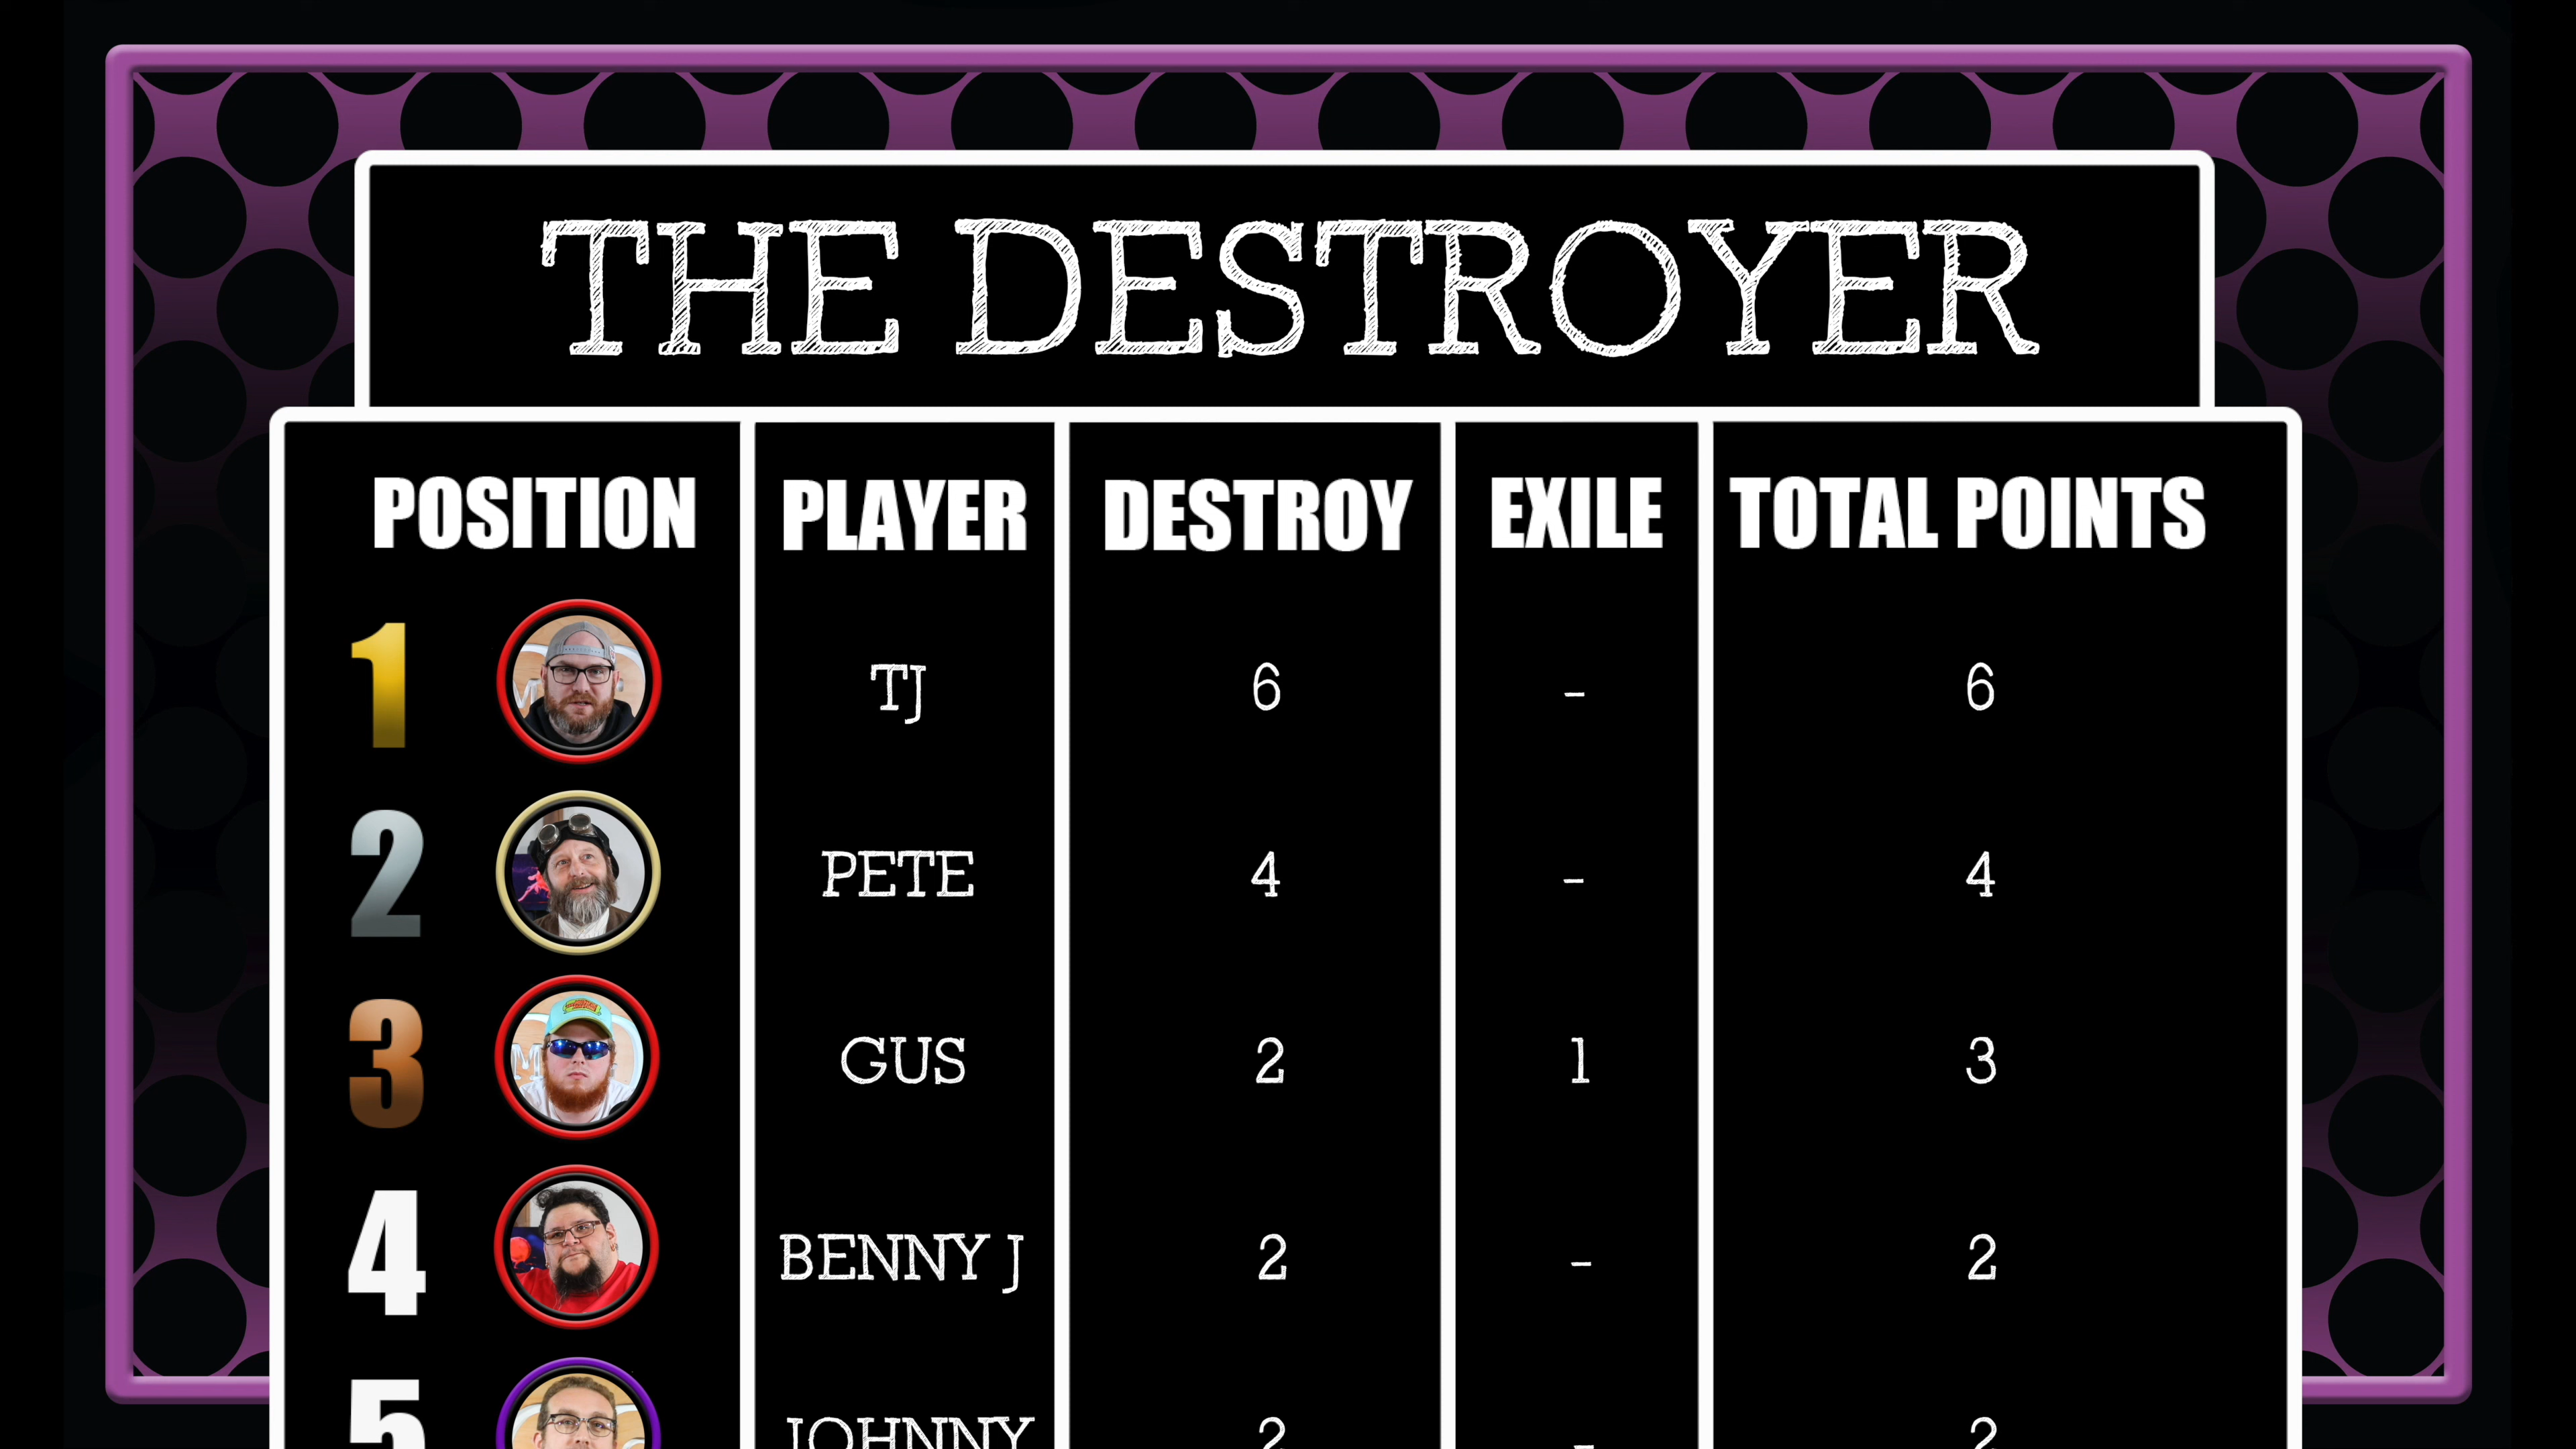 THE DESTROYER
POSITION PLAYER DESTROY EXILE TOTAL POINTS
1 TJ 6 - 6
2 PETE 4 - 4
3 GUS 2 1 3
4 BENNY J 2 - 2
5 JOHNNY 2 - 2